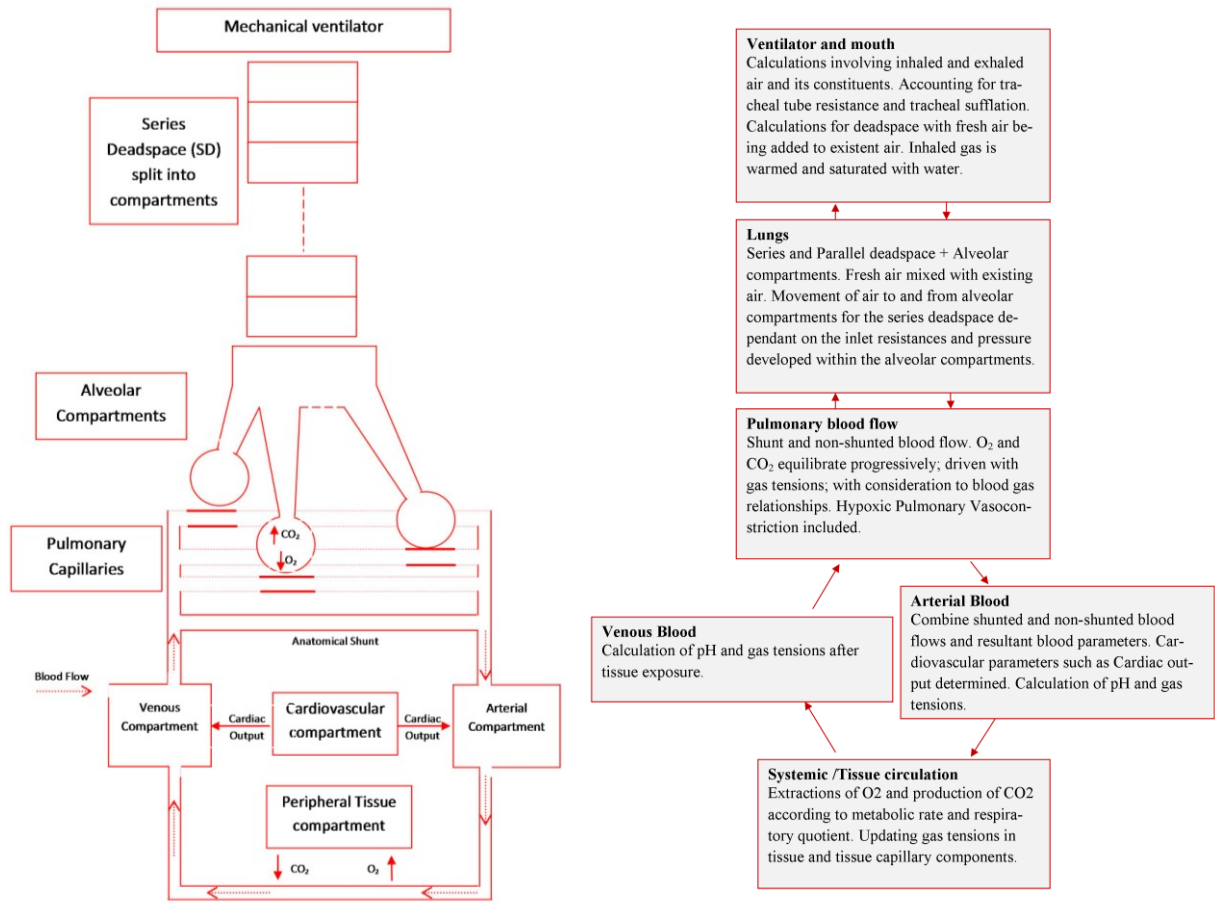 Mechanical ventilator
Series
Deadspace (SD)
split into
compartments
Alveolar
Compartments
CO₂
O₂
Pulmonary
Capillaries
Anatomical Shunt
Blood Flow
Venous
Compartment
Cardiac
Output
Cardiovascular
compartment
Cardiac
Output
Arterial
Compartment
Peripheral Tissue
compartment
CO₂
O₂
Ventilator and mouth
Calculations involving inhaled and exhaled
air and its constituents. Accounting for tra-
cheal tube resistance and tracheal sufflation.
Calculations for deadspace with fresh air be-
ing added to existent air. Inhaled gas is
warmed and saturated with water.
Lungs
Series and Parallel deadspace + Alveolar
compartments. Fresh air mixed with existing
air. Movement of air to and from alveolar
compartments for the series deadspace de-
pendant on the inlet resistances and pressure
developed within the alveolar compartments.
Pulmonary blood flow
Shunt and non-shunted blood flow. O₂ and
CO₂ equilibrate progressively; driven with
gas tensions; with consideration to blood gas
relationships. Hypoxic Pulmonary Vasocon-
striction included.
Venous Blood
Calculation of pH and gas tensions after
tissue exposure.
Arterial Blood
Combine shunted and non-shunted blood
flows and resultant blood parameters. Car-
diovascular parameters such as Cardiac out-
put determined. Calculation of pH and gas
tensions.
Systemic /Tissue circulation
Extractions of O2 and production of CO2
according to metabolic rate and respira-
tory quotient. Updating gas tensions in
tissue and tissue capillary components.